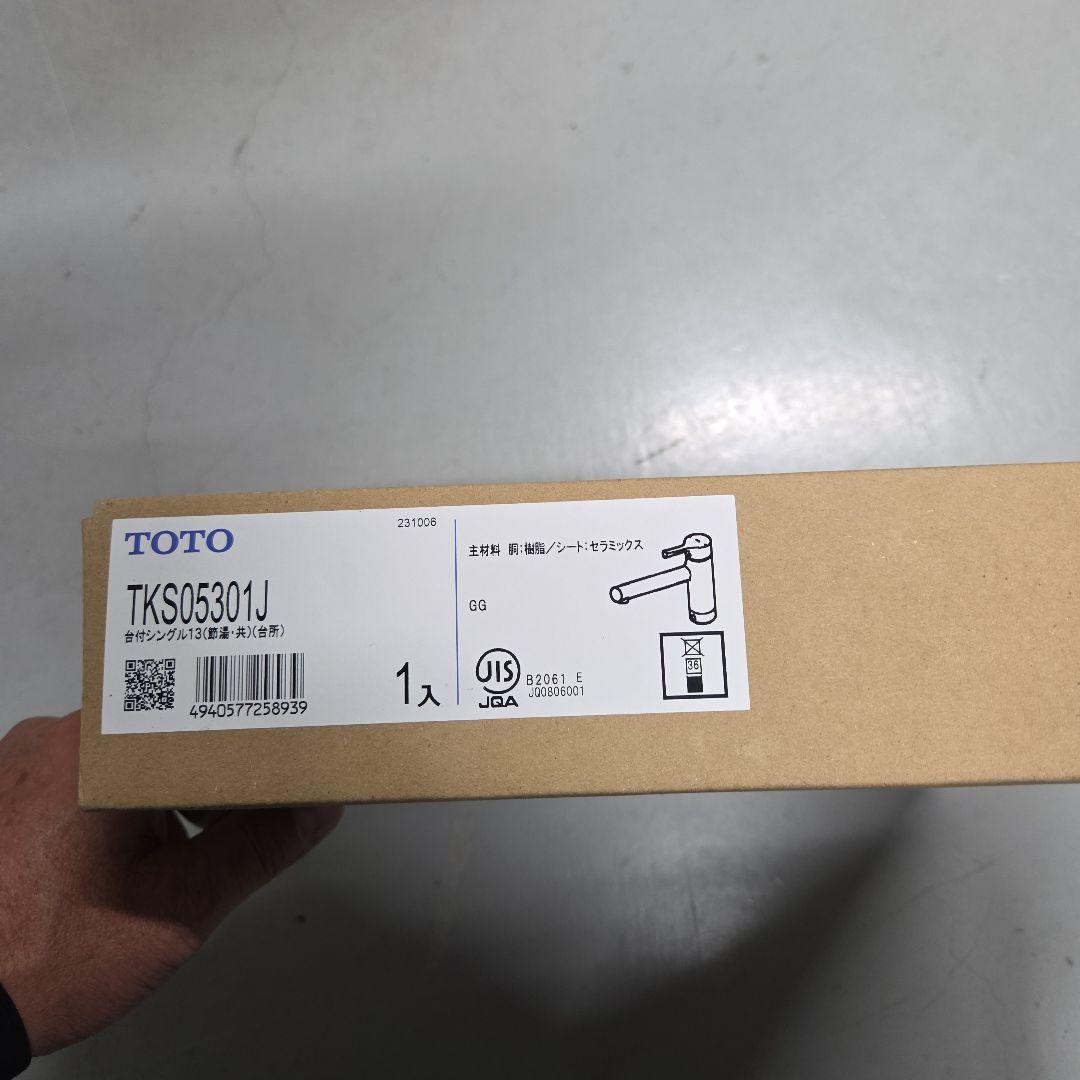 TOTO
231006
TKS05301J
台付シングル13(節湯・共)(台所)
4940577258939
1入
主材料 胴:樹脂/シート:セラミックス
GG
JIS
JQA
B2061 E
JQ0806001
36